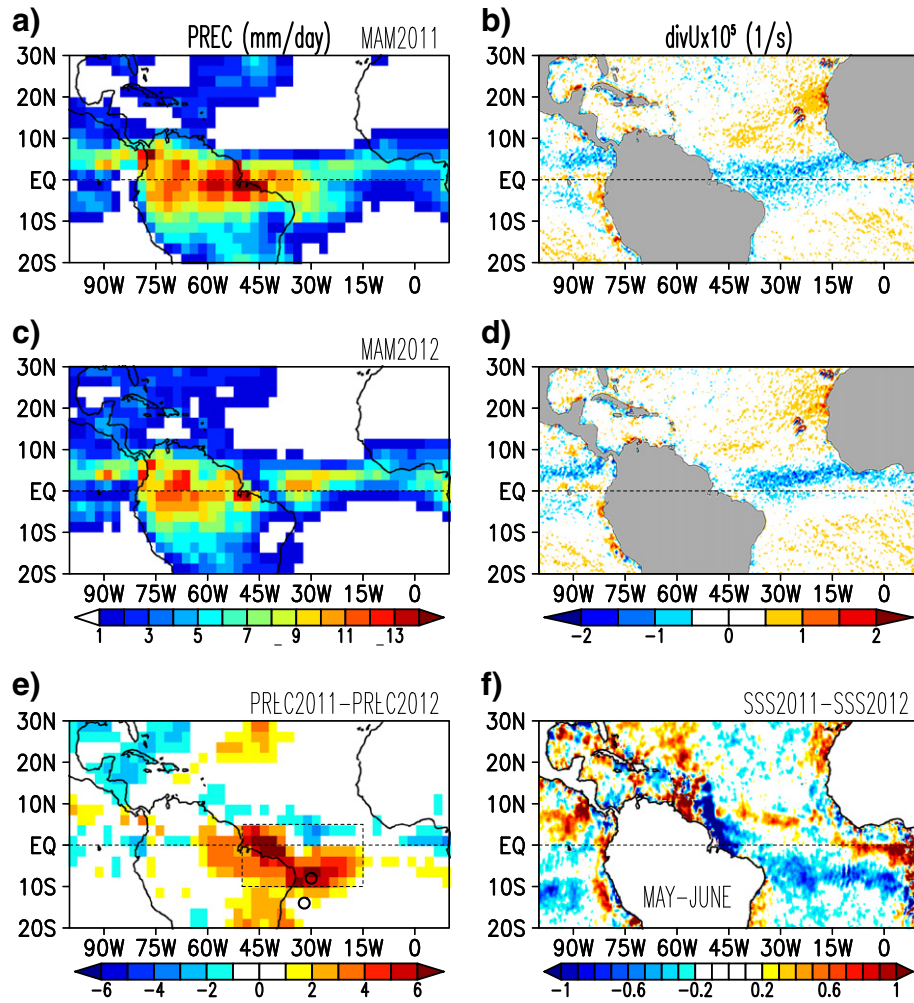 a) PREC (mm/day) MAM2011
30N
20N
10N
EQ
10S
20S
90W 75W 60W 45W 30W 15W 0
b) divUx10⁵ (1/s)
30N
20N
10N
EQ
10S
20S
90W 75W 60W 45W 30W 15W 0
c) MAM2012
30N
20N
10N
EQ
10S
20S
90W 75W 60W 45W 30W 15W 0
1 3 5 7 _ 9 11 _13
d)
30N
20N
10N
EQ
10S
20S
90W 75W 60W 45W 30W 15W 0
-2 -1 0 1 2
e) PRŁC2011-PRŁC2012
30N
20N
10N
EQ
10S
20S
90W 75W 60W 45W 30W 15W 0
-6 -4 -2 0 2 4 6
f) SSS2011-SSS2012
30N
20N
10N
EQ
10S
20S
MAY-JUNE
90W 75W 60W 45W 30W 15W 0
-1 -0.6 -0.2 0.2 0.6 1